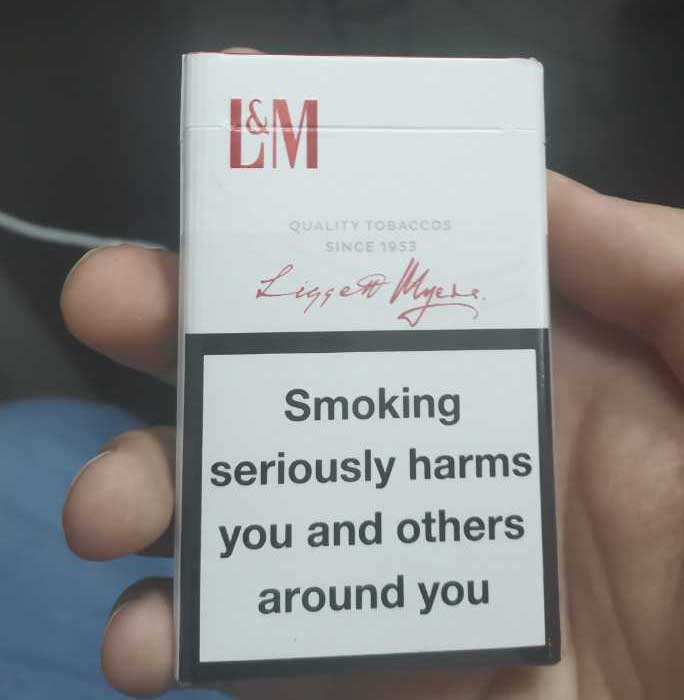 L&M
QUALITY TOBACCOS
SINCE 1953
Liggett Myers.
Smoking
seriously harms
you and others
around you